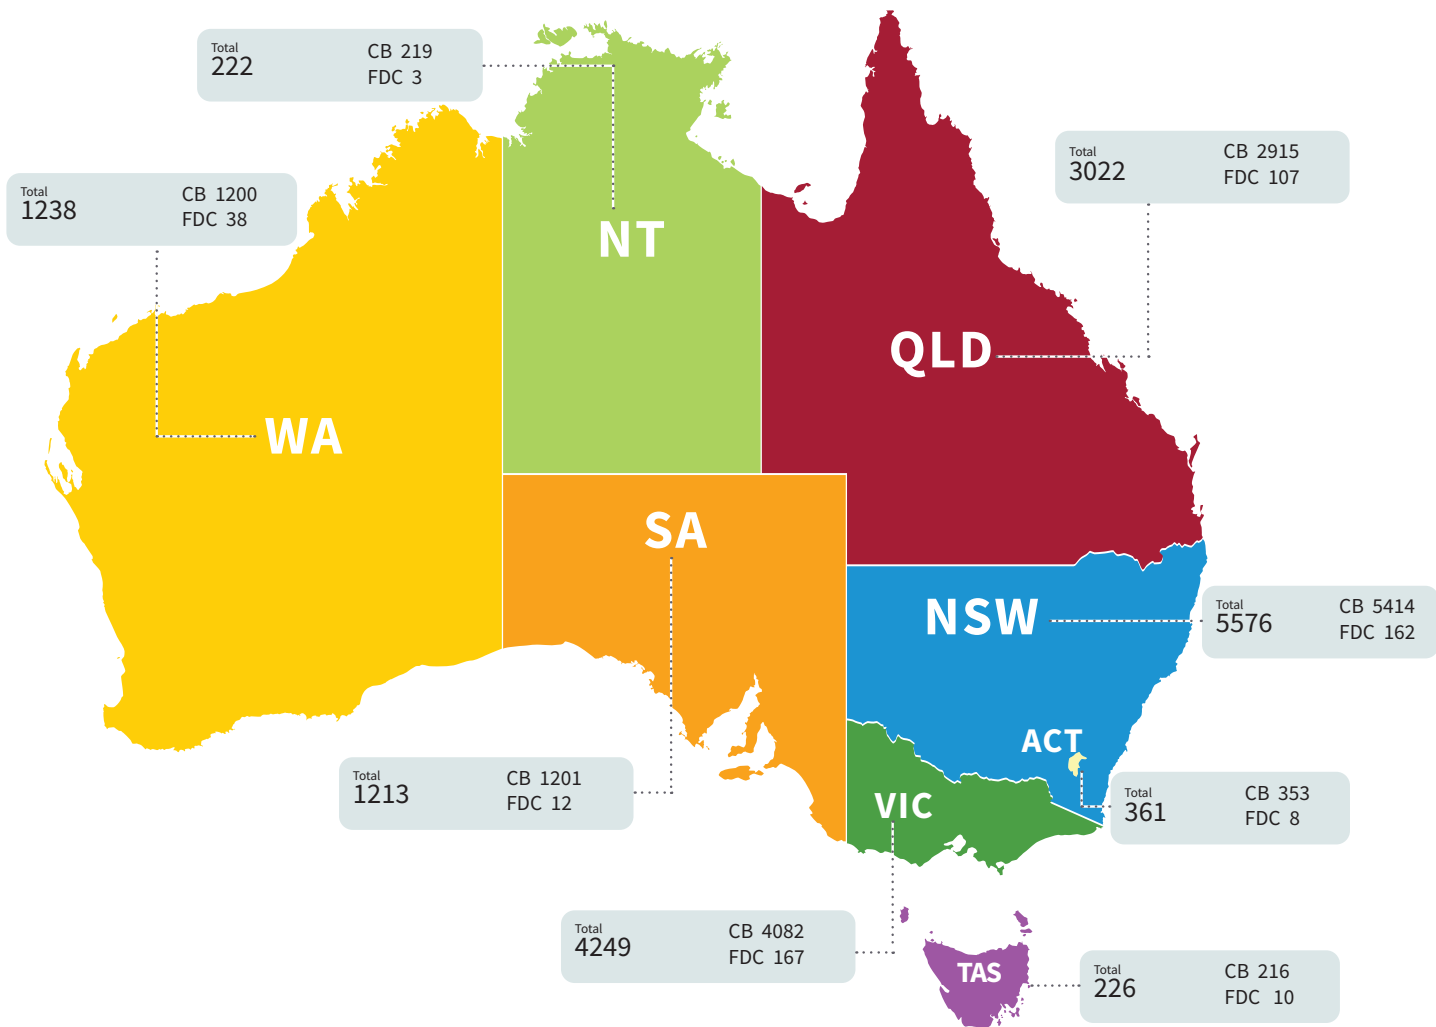 Total
222
CB 219
FDC 3
Total
1238
CB 1200
FDC 38
Total
3022
CB 2915
FDC 107
NT
QLD
WA
SA
NSW
Total
5576
CB 5414
FDC 162
ACT
Total
1213
CB 1201
FDC 12
VIC
Total
361
CB 353
FDC 8
Total
4249
CB 4082
FDC 167
TAS
Total
226
CB 216
FDC 10